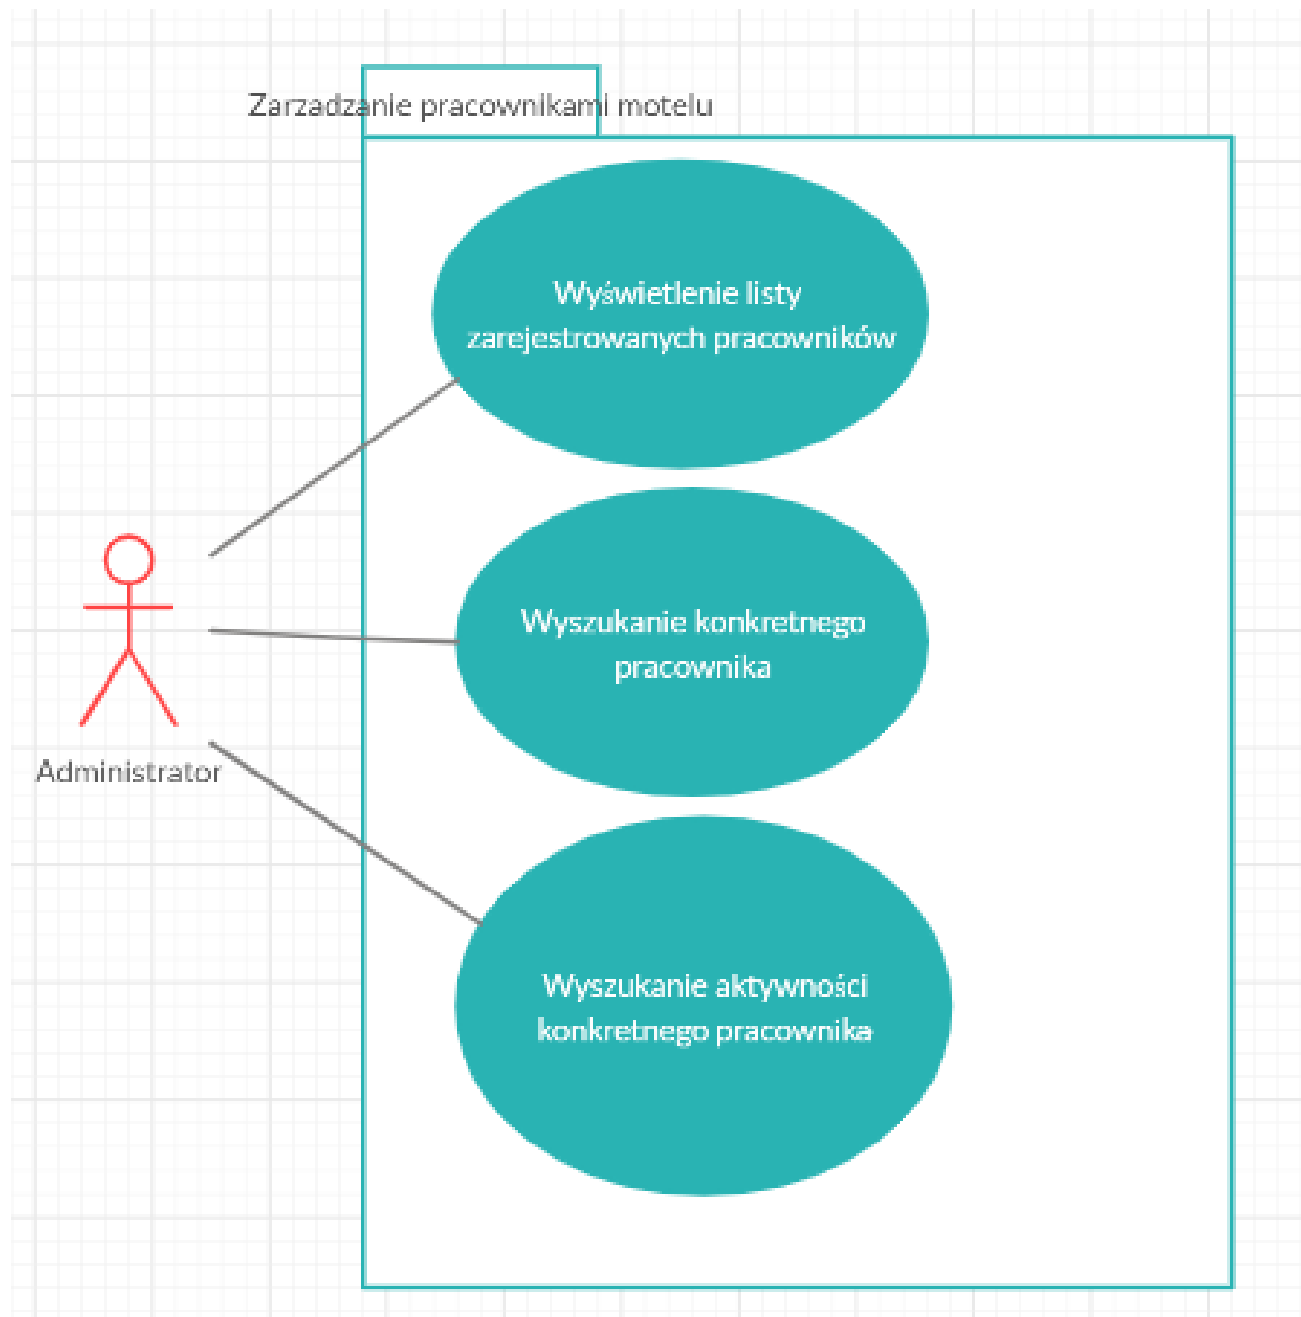 Zarzadzanie pracownikami motelu
Wyświetlenie listy
zarejestrowanych pracowników
Wyszukanie konkretnego
pracownika
Administrator
Wyszukanie aktywności
konkretnego pracownika